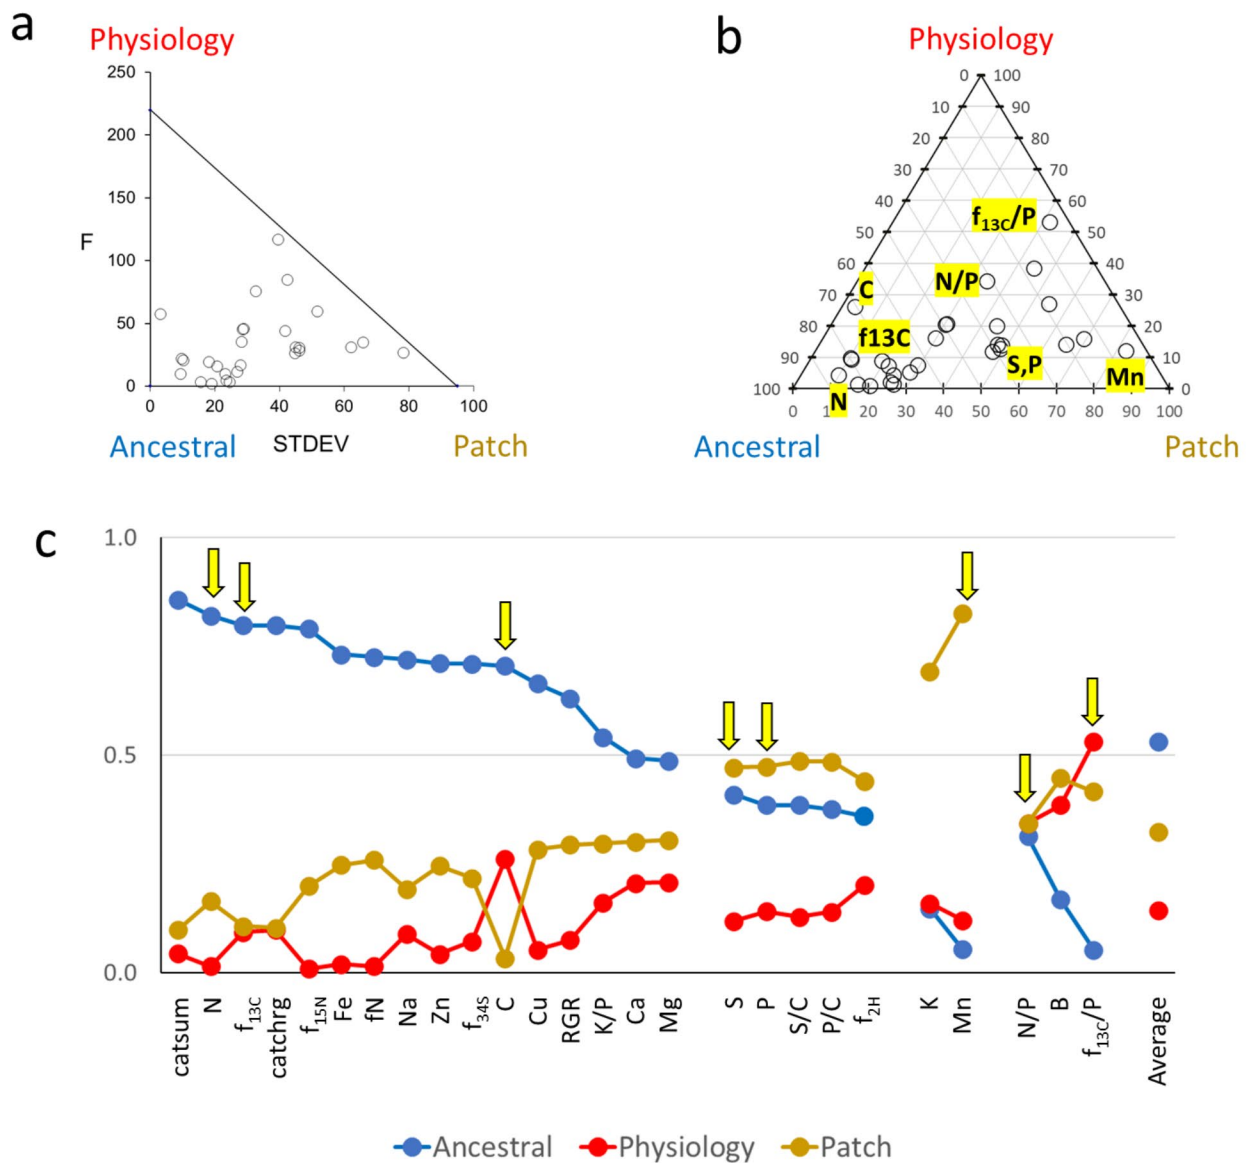 a
Physiology
250
200
150
100
50
0
F
0 20 40 60 80 100
Ancestral STDEV Patch
b
Physiology
0 100
10 90
20 80
30 70
40 60
f13C/P
50 50
60 40
N/P
C
70 30
80 20
f13C
90 10
S,P
Mn
100 0
N
0 10 20 30 40 50 60 70 80 90 100
Ancestral Patch
c
1.0
0.5
0.0
catsum
N
f13C
catchrg
f15N
Fe
fN
Na
Zn
f34S
C
Cu
RGR
K/P
Ca
Mg
S
P
S/C
P/C
f2H
K
Mn
N/P
B
f13C/P
Average
Ancestral Physiology Patch